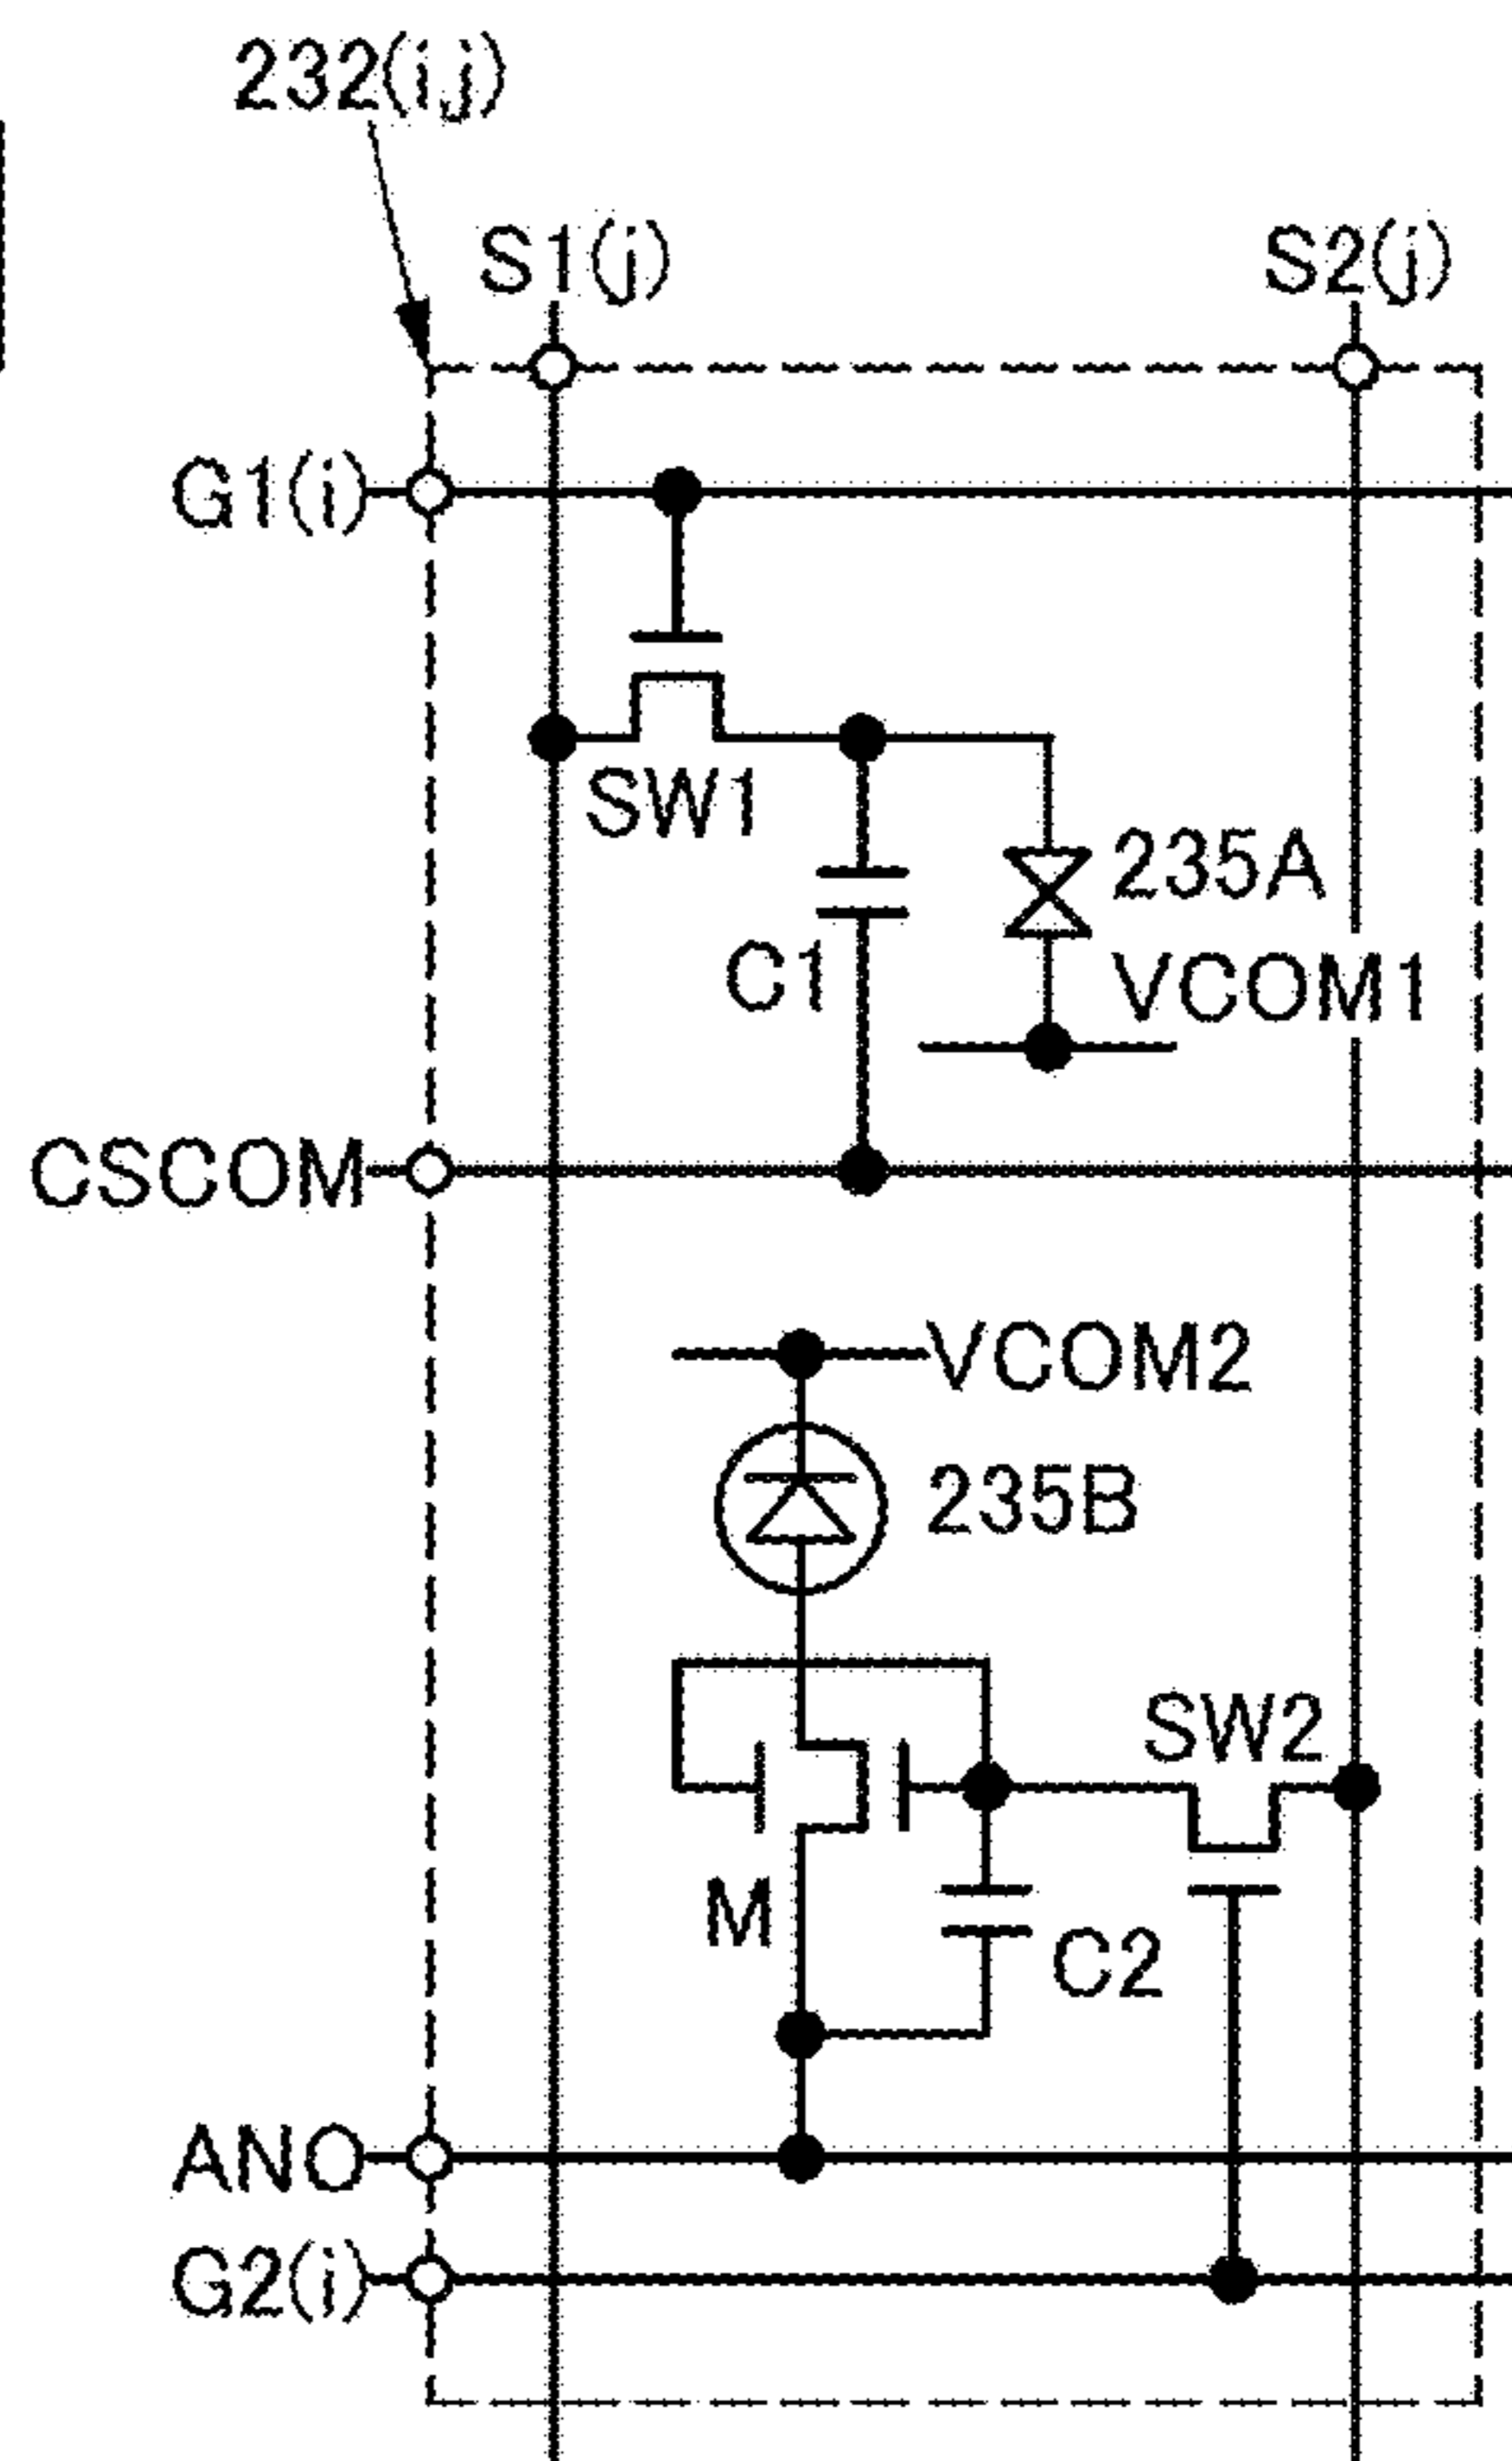 232(i,j)
S1(j)
S2(j)
G1(i)
SW1
235A
C1
VCOM1
CSCOM
VCOM2
235B
SW2
M
C2
ANO
G2(i)